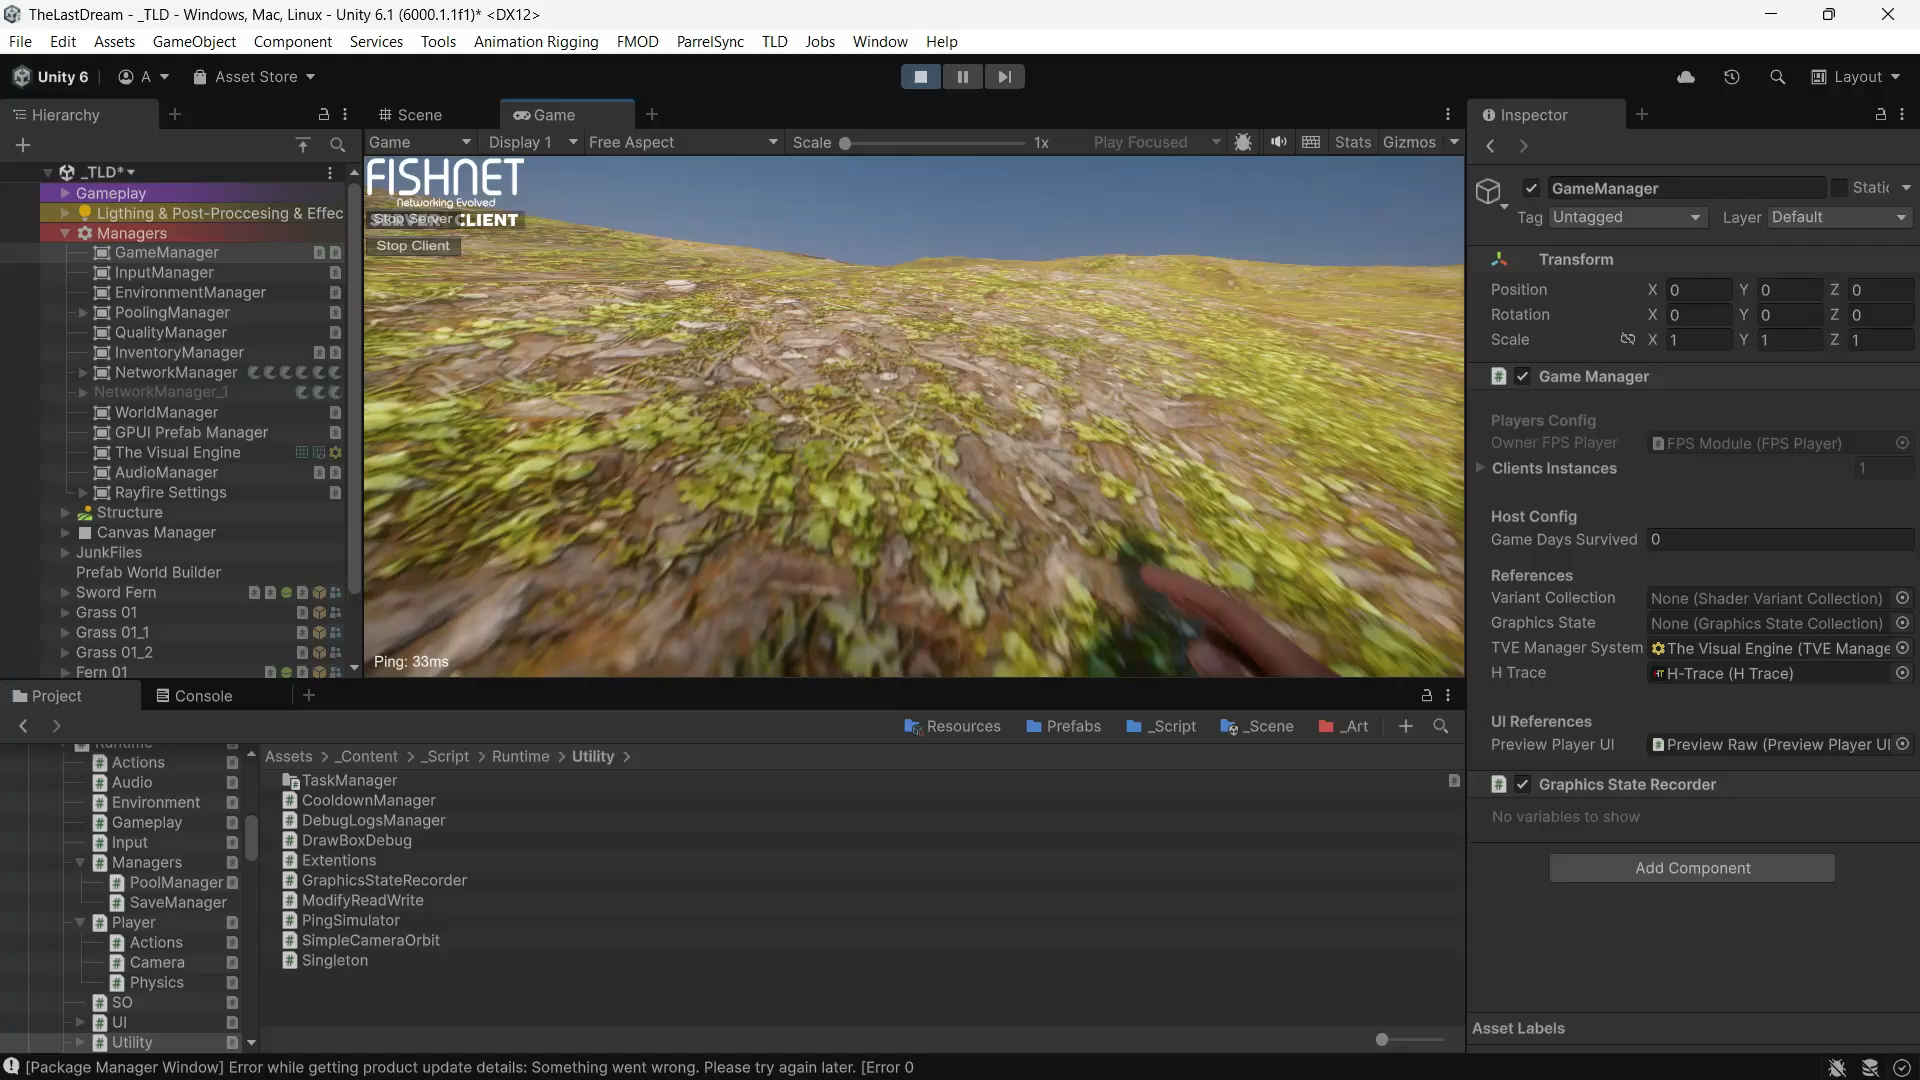 TheLastDream - _TLD - Windows, Mac, Linux - Unity 6.1 (6000.1.1f1)* <DX12>
File Edit Assets GameObject Component Services Tools Animation Rigging FMOD ParrelSync TLD Jobs Window Help
Unity 6 A Asset Store Layout
Hierarchy Scene Game Inspector
Game Display 1 Free Aspect Scale 1x Play Focused Stats Gizmos
_TLD*
Gameplay
Ligthing & Post-Proccesing & Effec
Managers
GameManager
InputManager
EnvironmentManager
PoolingManager
QualityManager
InventoryManager
NetworkManager
NetworkManager_1
WorldManager
GPUI Prefab Manager
The Visual Engine
AudioManager
Rayfire Settings
Structure
Canvas Manager
JunkFiles
Prefab World Builder
Sword Fern
Grass 01
Grass 01_1
Grass 01_2
Fern 01
FISHNET
Networking Evolved
Stop Server
Stop Client
Ping: 33ms
GameManager Static
Tag Untagged Layer Default
Transform
Position X 0 Y 0 Z 0
Rotation X 0 Y 0 Z 0
Scale X 1 Y 1 Z 1
Game Manager
Players Config
Owner FPS Player FPS Module (FPS Player)
Clients Instances 1
Host Config
Game Days Survived 0
References
Variant Collection None (Shader Variant Collection)
Graphics State None (Graphics State Collection)
TVE Manager System The Visual Engine (TVE Manage
H Trace H-Trace (H Trace)
UI References
Preview Player UI Preview Raw (Preview Player UI
Graphics State Recorder
No variables to show
Add Component
Asset Labels
Project Console
Resources Prefabs _Script _Scene _Art
Assets > _Content > _Script > Runtime > Utility >
Runtime
Actions
Audio
Environment
Gameplay
Input
Managers
PoolManager
SaveManager
Player
Actions
Camera
Physics
SO
UI
Utility
TaskManager
CooldownManager
DebugLogsManager
DrawBoxDebug
Extentions
GraphicsStateRecorder
ModifyReadWrite
PingSimulator
SimpleCameraOrbit
Singleton
[Package Manager Window] Error while getting product update details: Something went wrong. Please try again later. [Error 0